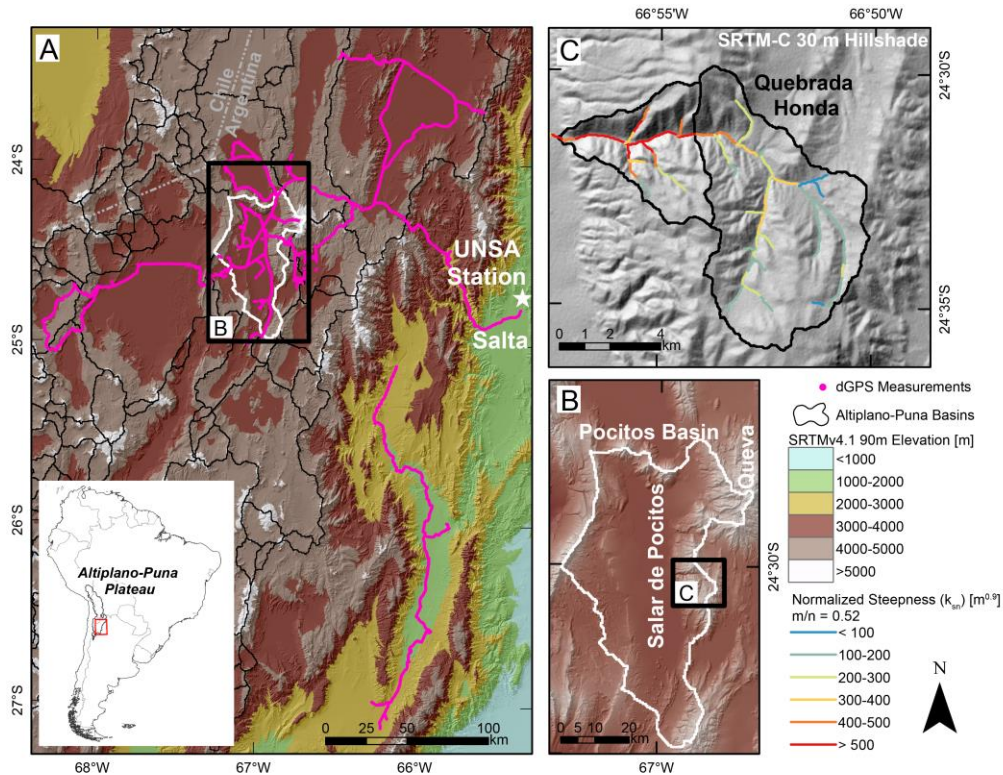 A
Chile
Argentina
24°S
25°S
26°S
27°S
68°W
67°W
66°W
B
UNSA
Station
Salta
Altiplano-Puna
Plateau
0 25 50 100
km
66°55'W
66°50'W
C
SRTM-C 30 m Hillshade
Quebrada
Honda
24°30'S
24°35'S
0 1 2 4
km
B
Pocitos Basin
Queva
Salar de Pocitos
C
24°30'S
0 5 10 20
km
67°W
dGPS Measurements
Altiplano-Puna Basins
SRTMv4.1 90m Elevation [m]
<1000
1000-2000
2000-3000
3000-4000
4000-5000
>5000
Normalized Steepness (ksn) [m0.9]
m/n = 0.52
< 100
100-200
200-300
300-400
400-500
> 500
N